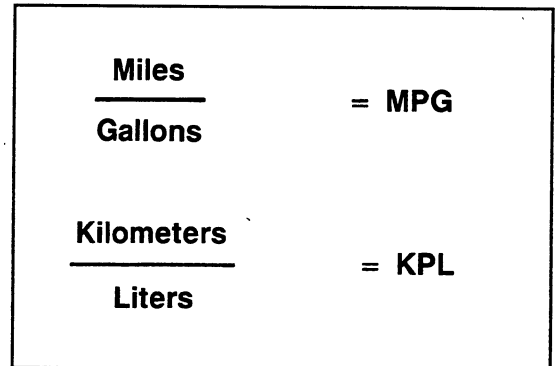 Miles
= MPG
Gallons
Kilometers
= KPL
Liters